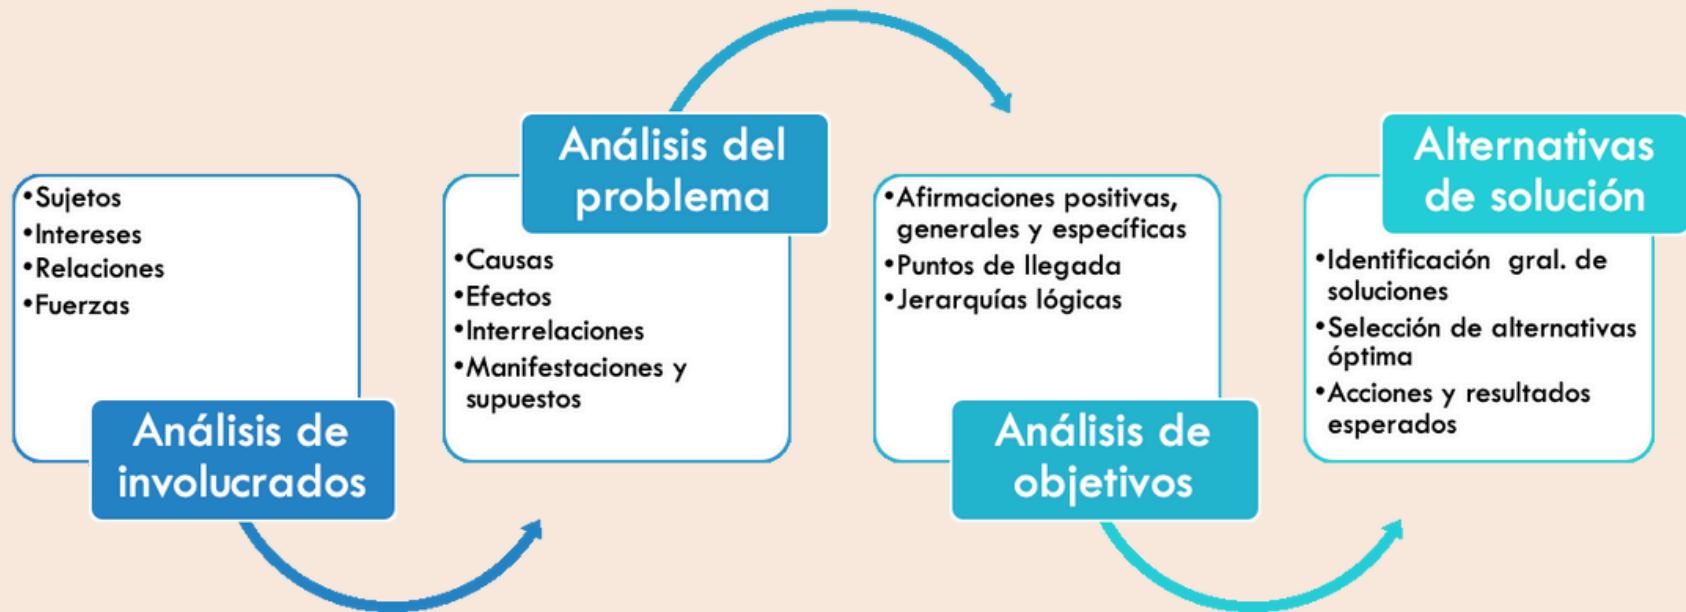 •Sujetos
•Intereses
•Relaciones
•Fuerzas
Análisis de
involucrados
Análisis del
problema
•Causas
•Efectos
•Interrelaciones
•Manifestaciones y
supuestos
•Afirmaciones positivas,
generales y específicas
•Puntos de llegada
•Jerarquías lógicas
Análisis de
objetivos
Alternativas
de solución
•Identificación gral. de
soluciones
•Selección de alternativas
óptima
•Acciones y resultados
esperados